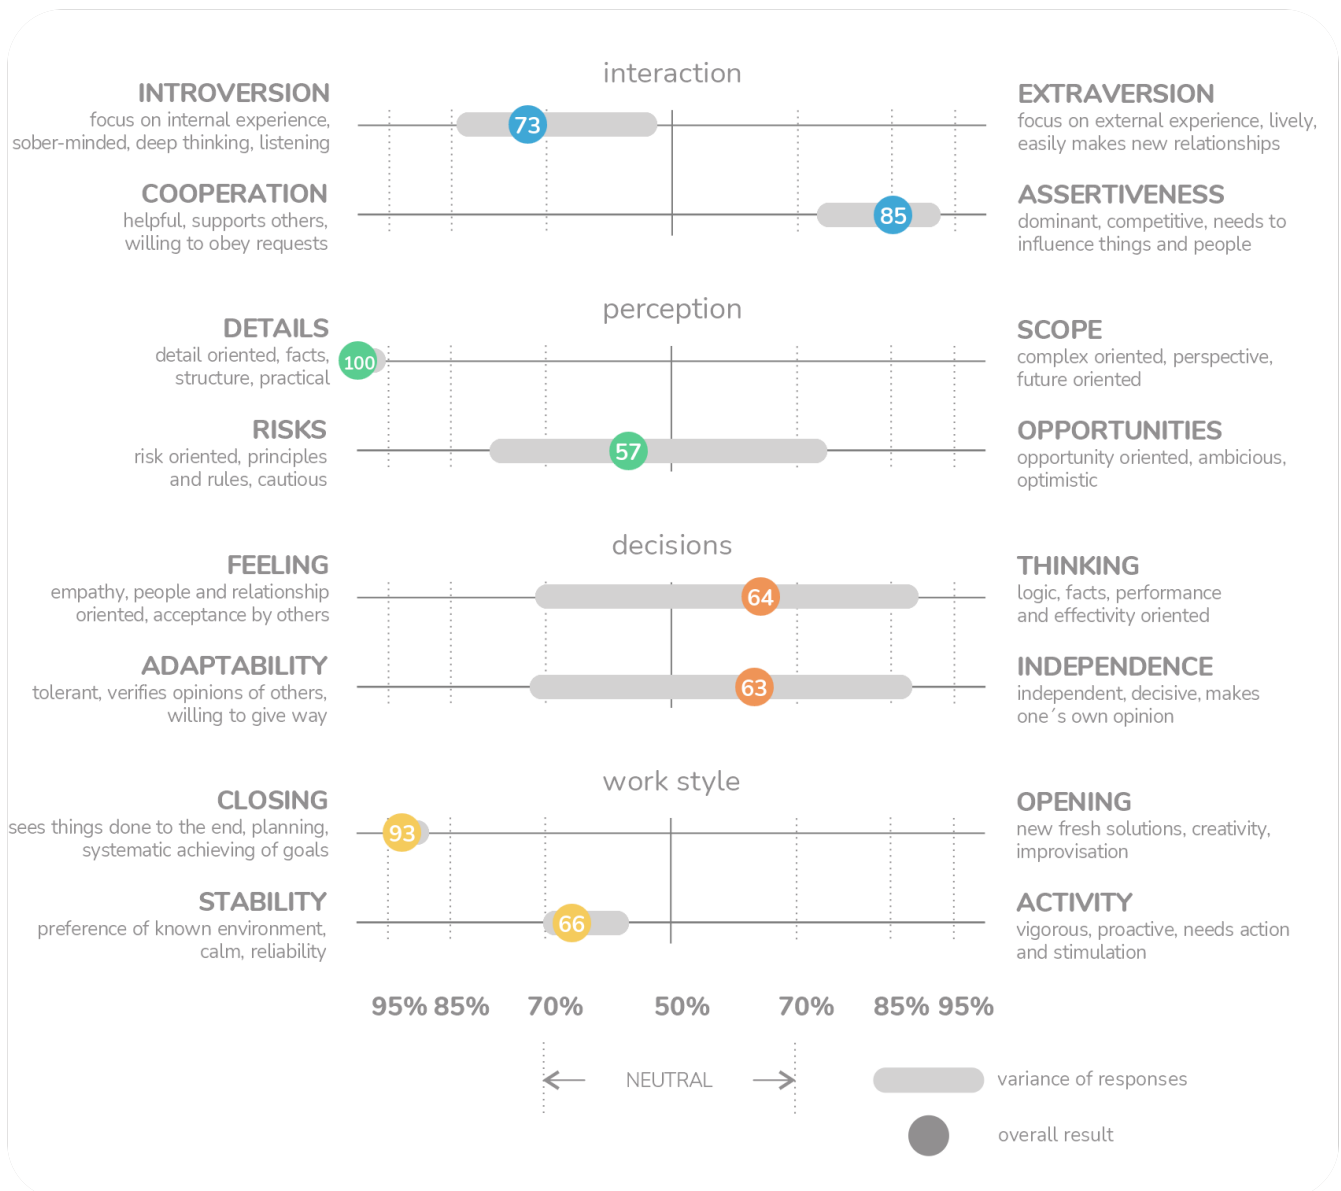 interaction
INTROVERSION
focus on internal experience,
sober-minded, deep thinking, listening
73
EXTRAVERSION
focus on external experience, lively,
easily makes new relationships
COOPERATION
helpful, supports others,
willing to obey requests
85
ASSERTIVENESS
dominant, competitive, needs to
influence things and people
perception
DETAILS
detail oriented, facts,
structure, practical
100
SCOPE
complex oriented, perspective,
future oriented
RISKS
risk oriented, principles
and rules, cautious
57
OPPORTUNITIES
opportunity oriented, ambicious,
optimistic
decisions
FEELING
empathy, people and relationship
oriented, acceptance by others
64
THINKING
logic, facts, performance
and effectivity oriented
ADAPTABILITY
tolerant, verifies opinions of others,
willing to give way
63
INDEPENDENCE
independent, decisive, makes
one´s own opinion
work style
CLOSING
sees things done to the end, planning,
systematic achieving of goals
93
OPENING
new fresh solutions, creativity,
improvisation
STABILITY
preference of known environment,
calm, reliability
66
ACTIVITY
vigorous, proactive, needs action
and stimulation
95% 85% 70% 50% 70% 85% 95%
NEUTRAL
variance of responses
overall result